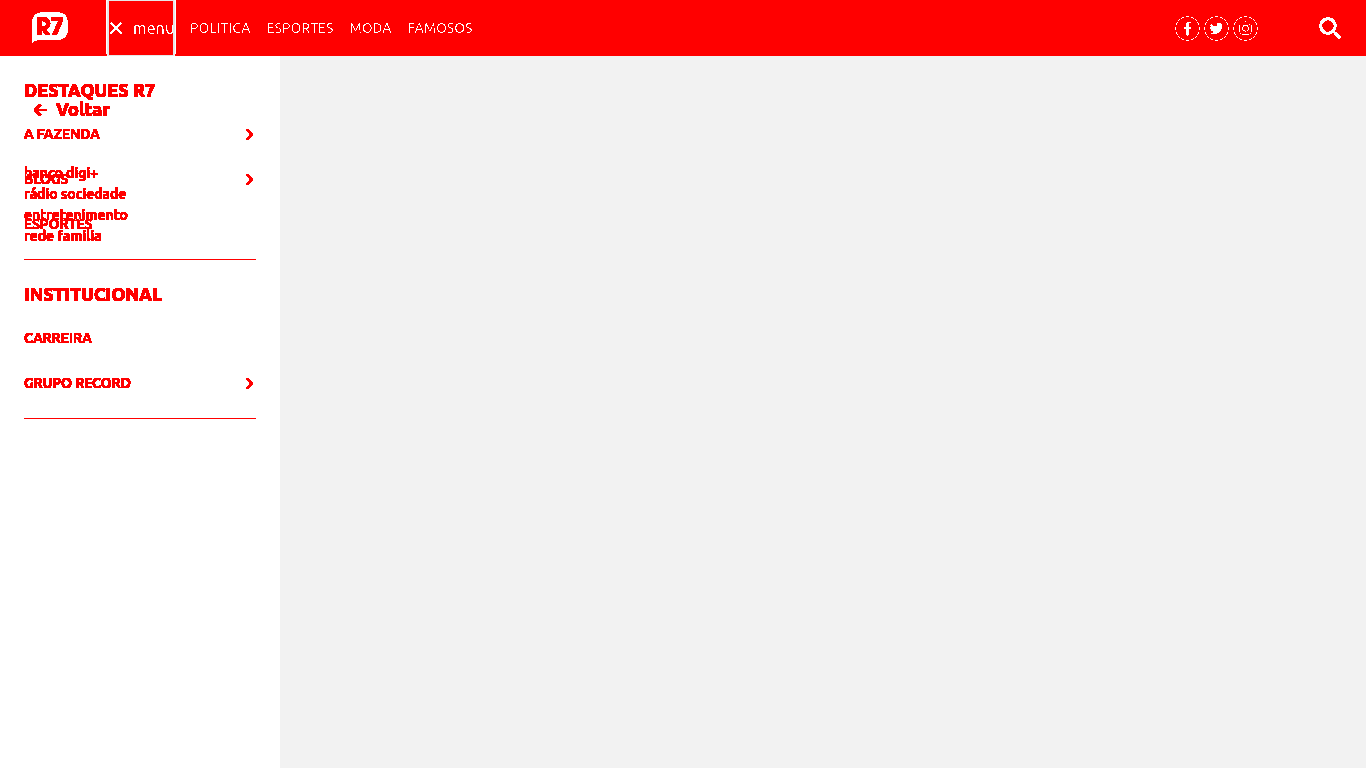 R7
menu
POLITICA
ESPORTES
MODA
FAMOSOS
DESTAQUES R7
Voltar
A FAZENDA
banco digi+
BLOGS
rádio sociedade
entretenimento
ESPORTES
rede família
INSTITUCIONAL
CARREIRA
GRUPO RECORD